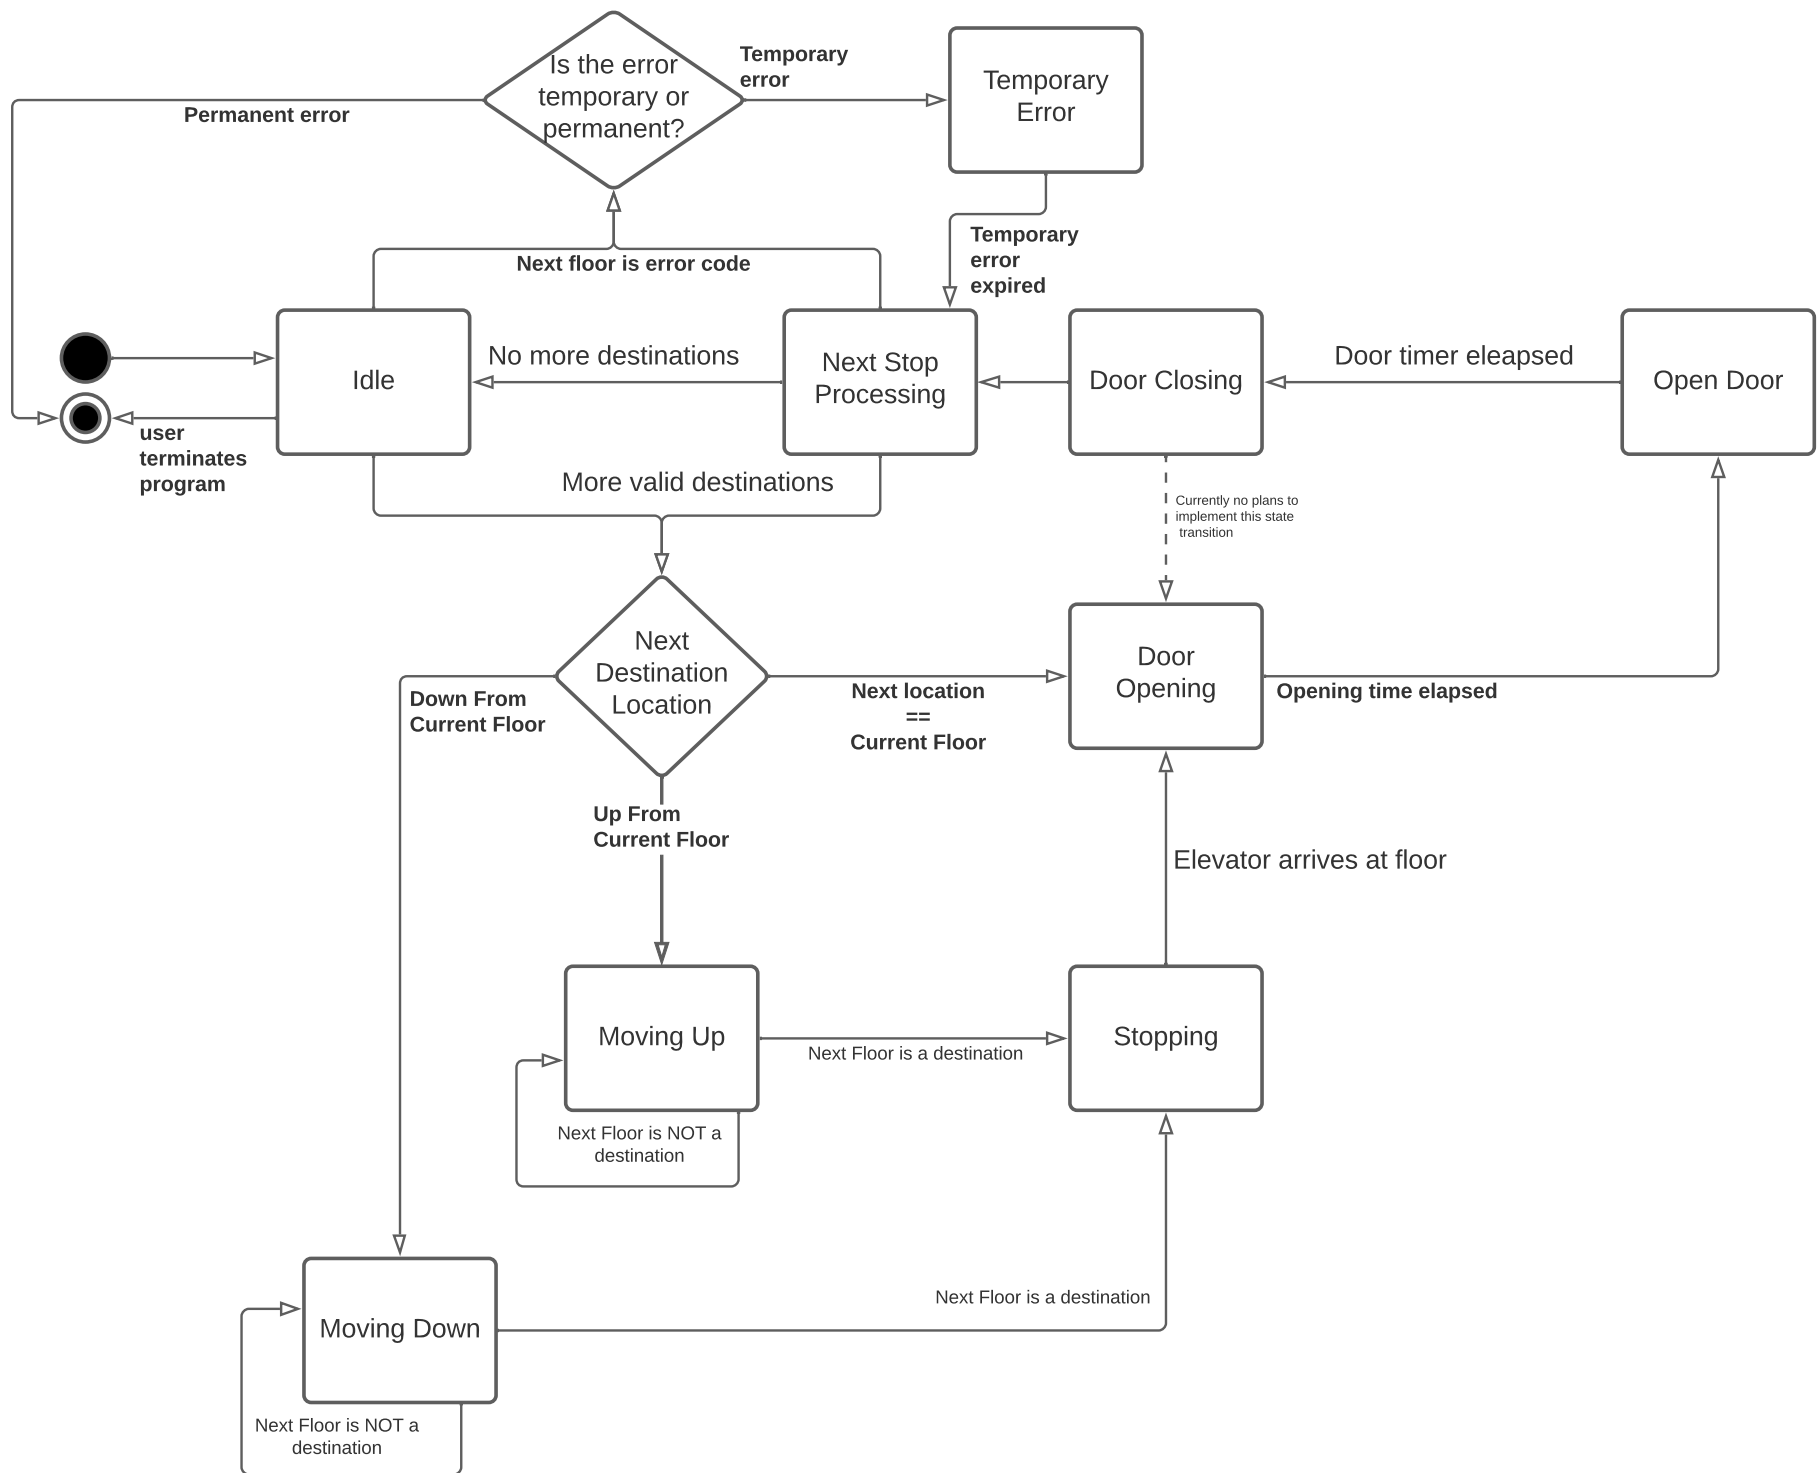 Is the error
temporary or
permanent?
Temporary
error
Temporary
Error
Permanent error
Next floor is error code
Temporary
error
expired
Idle
No more destinations
Next Stop
Processing
Door Closing
Door timer eleapsed
Open Door
user
terminates
program
More valid destinations
Currently no plans to
implement this state
transition
Next
Destination
Location
Down From
Current Floor
Next location
==
Current Floor
Door
Opening
Opening time elapsed
Up From
Current Floor
Elevator arrives at floor
Moving Up
Next Floor is a destination
Stopping
Next Floor is NOT a
destination
Moving Down
Next Floor is a destination
Next Floor is NOT a
destination